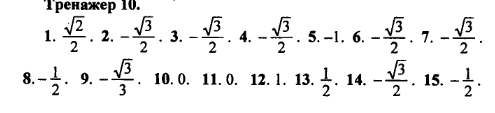 Тренажер 10.
1. √2/2. 2. −√3/2. 3. −√3/2. 4. −√3/2. 5. −1. 6. −√3/2. 7. −√3/2.
8. −1/2. 9. −√3/3. 10. 0. 11. 0. 12. 1. 13. 1/2. 14. −√3/2. 15. −1/2.